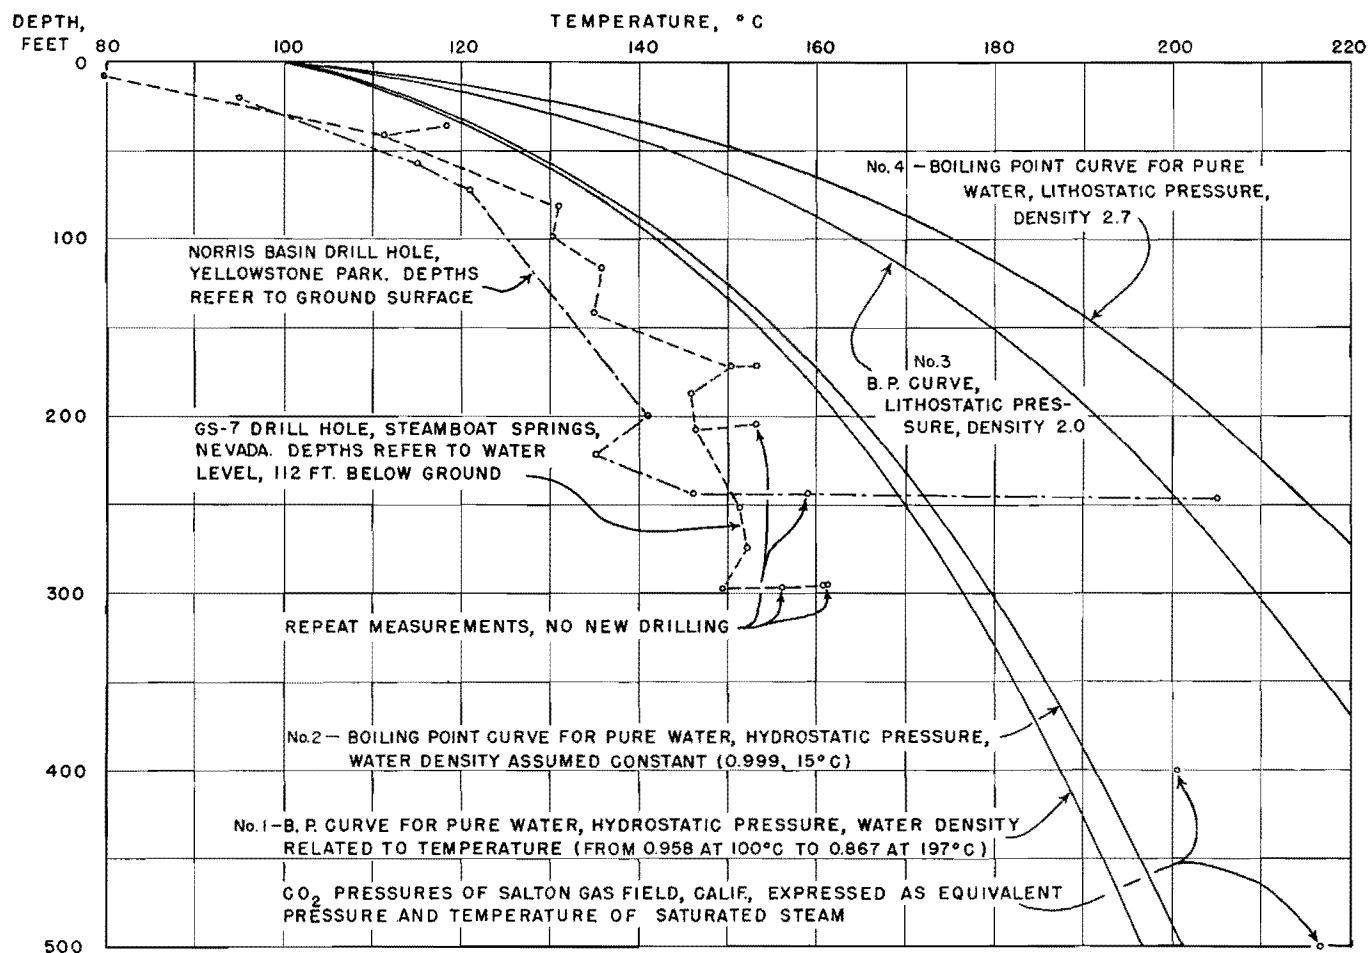 DEPTH, FEET
TEMPERATURE, °C
80 100 120 140 160 180 200 220
0
100
200
300
400
500
No. 4 — BOILING POINT CURVE FOR PURE
WATER, LITHOSTATIC PRESSURE,
DENSITY 2.7
NORRIS BASIN DRILL HOLE,
YELLOWSTONE PARK. DEPTHS
REFER TO GROUND SURFACE
No. 3
B. P. CURVE,
LITHOSTATIC PRES-
SURE, DENSITY 2.0
GS-7 DRILL HOLE, STEAMBOAT SPRINGS,
NEVADA. DEPTHS REFER TO WATER
LEVEL, 112 FT. BELOW GROUND
REPEAT MEASUREMENTS, NO NEW DRILLING
No. 2 — BOILING POINT CURVE FOR PURE WATER, HYDROSTATIC PRESSURE,
WATER DENSITY ASSUMED CONSTANT (0.999, 15°C)
No. 1 - B. P. CURVE FOR PURE WATER, HYDROSTATIC PRESSURE, WATER DENSITY
RELATED TO TEMPERATURE (FROM 0.958 AT 100°C TO 0.867 AT 197°C)
CO₂ PRESSURES OF SALTON GAS FIELD, CALIF., EXPRESSED AS EQUIVALENT
PRESSURE AND TEMPERATURE OF SATURATED STEAM